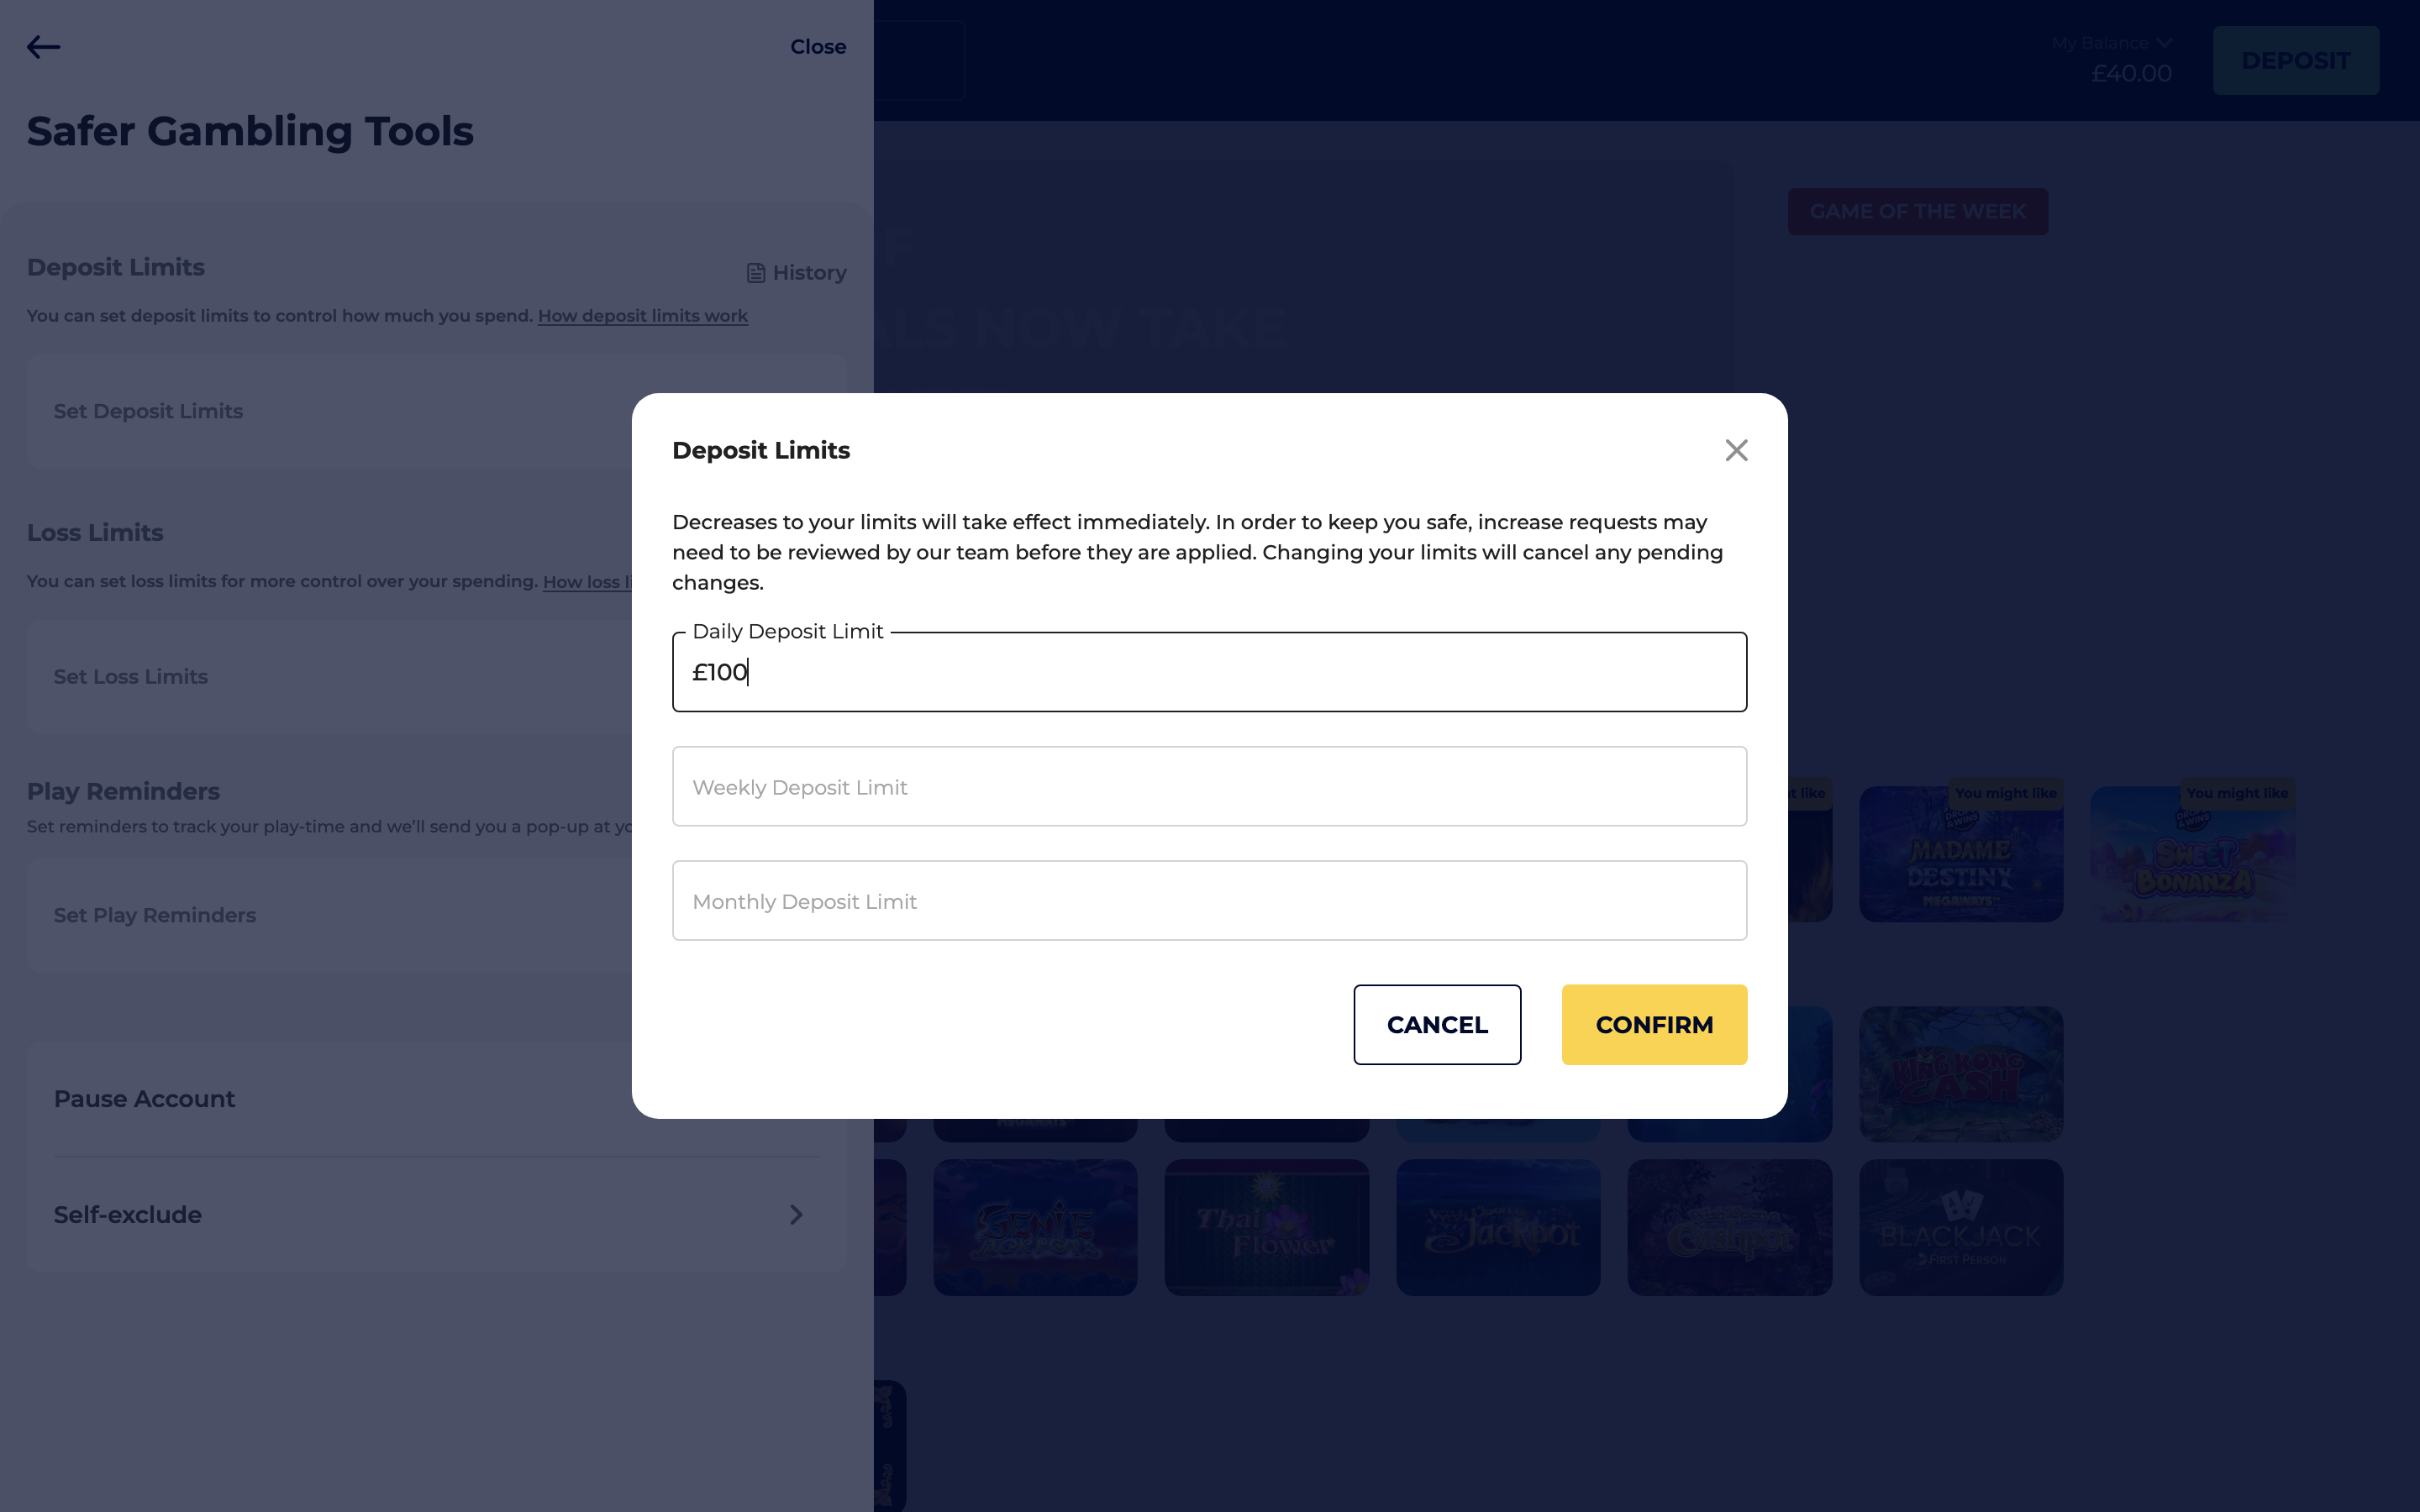 Close
Safer Gambling Tools
My Balance
£40.00
DEPOSIT
GAME OF THE WEEK
NOW TAKE
Deposit Limits
History
You can set deposit limits to control how much you spend. How deposit limits work
Set Deposit Limits
Loss Limits
You can set loss limits for more control over your spending. How loss
Set Loss Limits
Play Reminders
Set reminders to track your play-time and we'll send you a pop-up at
Set Play Reminders
Pause Account
Self-exclude
Deposit Limits
Decreases to your limits will take effect immediately. In order to keep you safe, increase requests may
need to be reviewed by our team before they are applied. Changing your limits will cancel any pending
changes.
Daily Deposit Limit
£100
Weekly Deposit Limit
Monthly Deposit Limit
CANCEL
CONFIRM
like
You might like
You might like
DROPS
&WINS
MADAME
DESTINY
MEGAWAYS
DROPS
&WINS
SWEET
BONANZA
KING KONG
CASH
MEGAWAYS
GENIE
JACKPOTS
Thai
Flower
Wish Upon a
Jackpot
BLACKJACK
FIRST PERSON